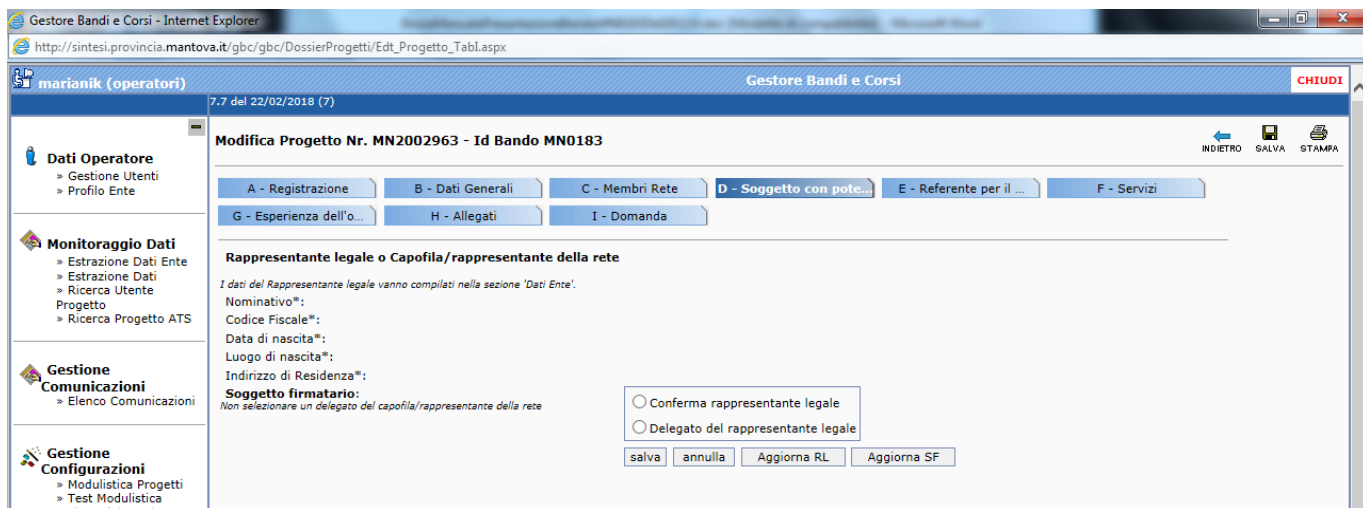 Gestore Bandi e Corsi - Internet Explorer
http://sintesi.provincia.mantova.it/gbc/gbc/DossierProgetti/Edt_Progetto_TabI.aspx
marianik (operatori)
Gestore Bandi e Corsi
CHIUDI
7.7 del 22/02/2018 (7)
Dati Operatore
» Gestione Utenti
» Profilo Ente
Monitoraggio Dati
» Estrazione Dati Ente
» Estrazione Dati
» Ricerca Utente
Progetto
» Ricerca Progetto ATS
Gestione
Comunicazioni
» Elenco Comunicazioni
Gestione
Configurazioni
» Modulistica Progetti
» Test Modulistica
Modifica Progetto Nr. MN2002963 - Id Bando MN0183
INDIETRO SALVA STAMPA
A - Registrazione B - Dati Generali C - Membri Rete D - Soggetto con pote... E - Referente per il ... F - Servizi
G - Esperienza dell'o... H - Allegati I - Domanda
Rappresentante legale o Capofila/rappresentante della rete
I dati del Rappresentante legale vanno compilati nella sezione 'Dati Ente'.
Nominativo*:
Codice Fiscale*:
Data di nascita*:
Luogo di nascita*:
Indirizzo di Residenza*:
Soggetto firmatario:
Non selezionare un delegato del capofila/rappresentante della rete
Conferma rappresentante legale
Delegato del rappresentante legale
salva annulla Aggiorna RL Aggiorna SF